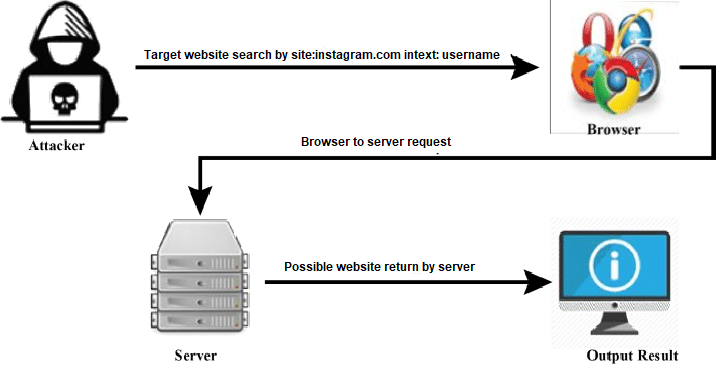 Target website search by site:instagram.com intext: username
Attacker
Browser
Browser to server request
Possible website return by server
Server
Output Result